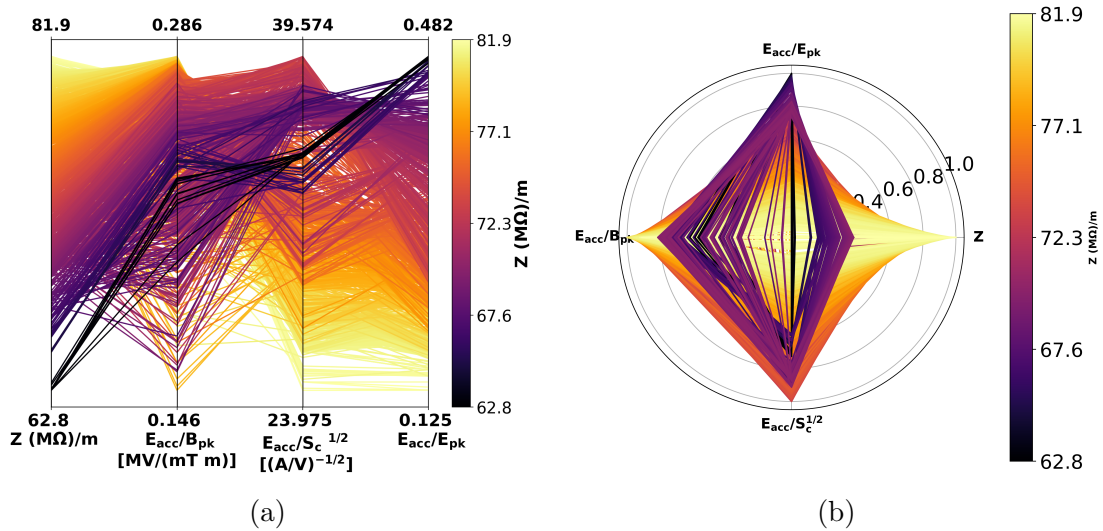 81.9 0.286 39.574 0.482
81.9
77.1
72.3
67.6
62.8
Z (MΩ)/m
62.8 0.146 23.975 0.125
Z (MΩ)/m E_acc/B_pk E_acc/S_c^1/2 E_acc/E_pk
[MV/(mT m)] [(A/V)^−1/2]
(a)
E_acc/E_pk
1.0
0.8
0.6
0.4
E_acc/B_pk
Z
E_acc/S_c^1/2
81.9
77.1
72.3
67.6
62.8
Z (MΩ)/m
(b)